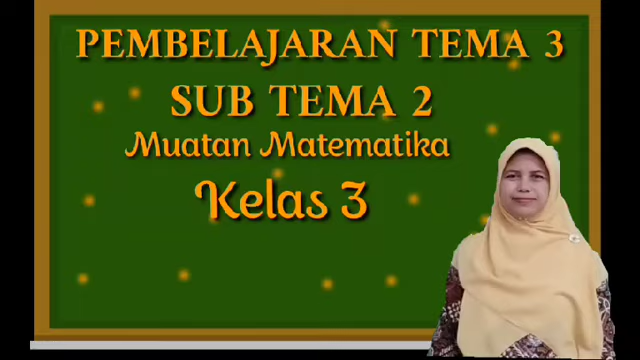 PEMBELAJARAN TEMA 3
SUB TEMA 2
Muatan Matematika
Kelas 3